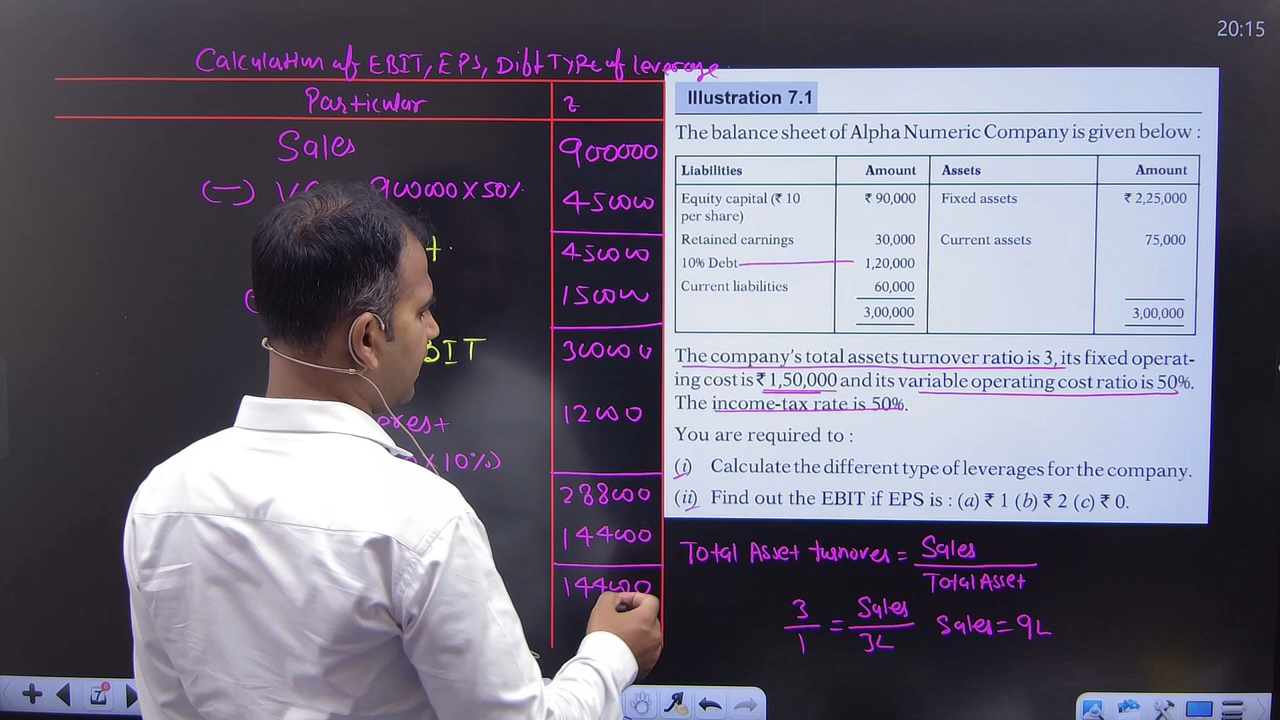 20:15
Calculation of EBIT, EPS, Difft Type of leverage
Particular ₹
Sales 900000
(−) 900000 X 50% 450000
450000
150000
BIT 300000
erest 12000
X 10%)
288000
144000
144000
Illustration 7.1
The balance sheet of Alpha Numeric Company is given below :
Liabilities Amount Assets Amount
Equity capital (₹ 10 ₹ 90,000 Fixed assets ₹ 2,25,000
per share)
Retained earnings 30,000 Current assets 75,000
10% Debt 1,20,000
Current liabilities 60,000
3,00,000 3,00,000
The company's total assets turnover ratio is 3, its fixed operat-
ing cost is ₹ 1,50,000 and its variable operating cost ratio is 50%.
The income-tax rate is 50%.
You are required to :
(i) Calculate the different type of leverages for the company.
(ii) Find out the EBIT if EPS is : (a) ₹ 1 (b) ₹ 2 (c) ₹ 0.
Total Asset turnover = Sales
Total Asset
3/1 = Sales/3L Sales = 9L
7